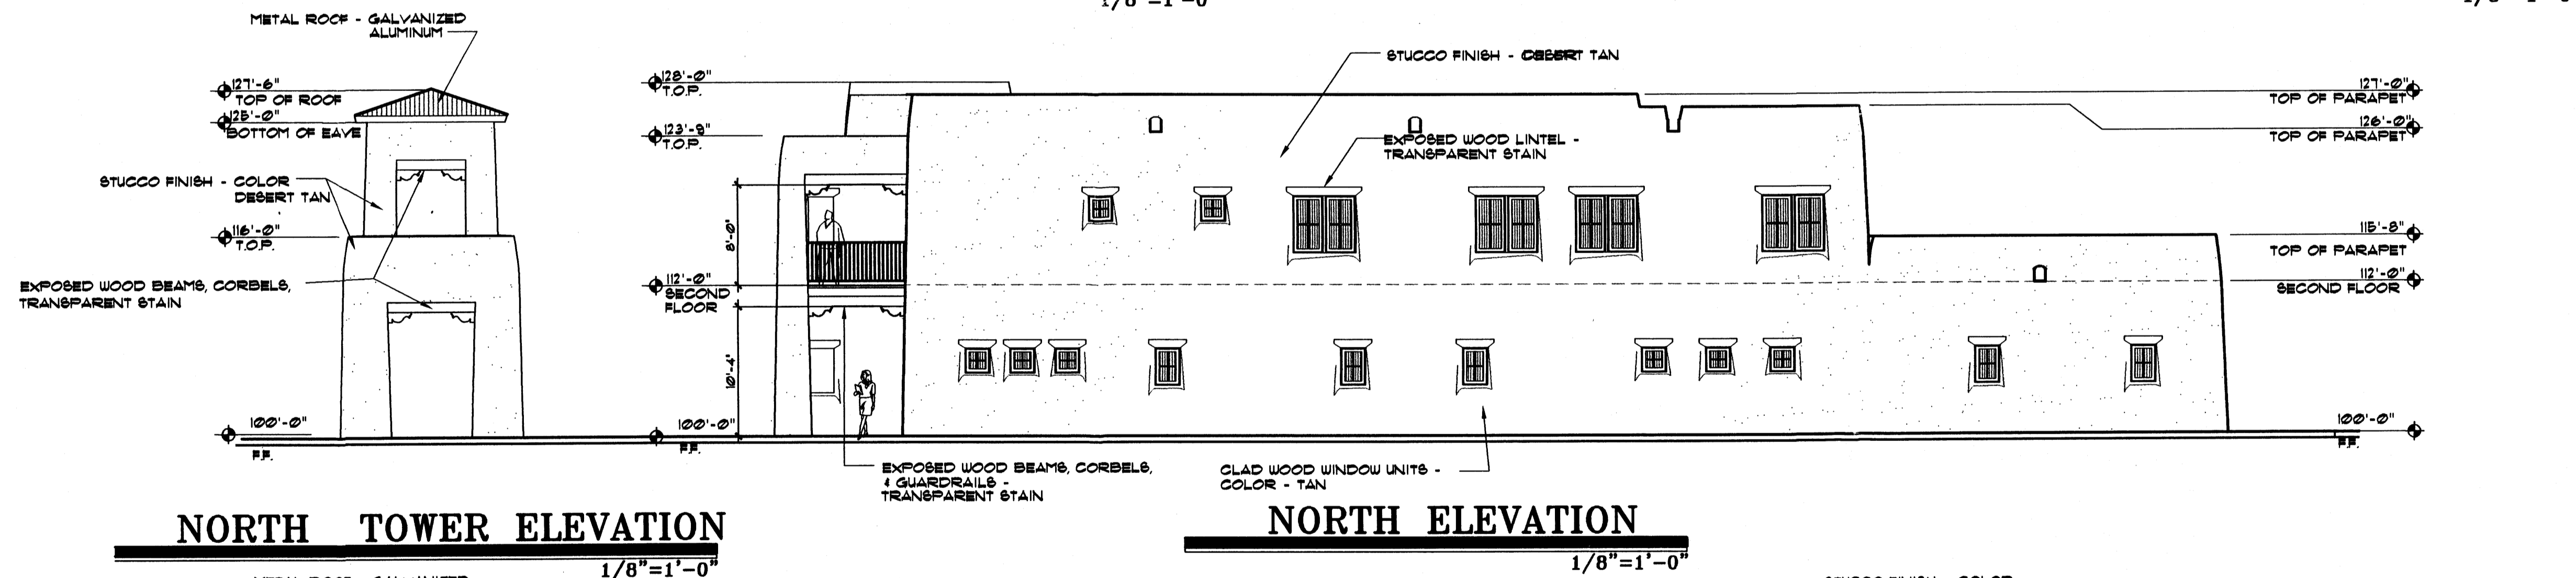 1/8"=1'-0"
METAL ROOF - GALVANIZED
ALUMINUM
127'-6"
TOP OF ROOF
125'-0"
BOTTOM OF EAVE
STUCCO FINISH - COLOR
DESERT TAN
116'-0"
T.O.P.
EXPOSED WOOD BEAMS, CORBELS,
TRANSPARENT STAIN
100'-0"
F.F.
NORTH TOWER ELEVATION
1/8"=1'-0"
128'-0"
T.O.P.
123'-8"
T.O.P.
8'-0"
112'-0"
SECOND
FLOOR
10'-4"
100'-0"
F.F.
STUCCO FINISH - DESERT TAN
EXPOSED WOOD LINTEL -
TRANSPARENT STAIN
127'-0"
TOP OF PARAPET
126'-0"
TOP OF PARAPET
115'-8"
TOP OF PARAPET
112'-0"
SECOND FLOOR
100'-0"
F.F.
EXPOSED WOOD BEAMS, CORBELS,
& GUARDRAILS -
TRANSPARENT STAIN
CLAD WOOD WINDOW UNITS -
COLOR - TAN
NORTH ELEVATION
1/8"=1'-0"